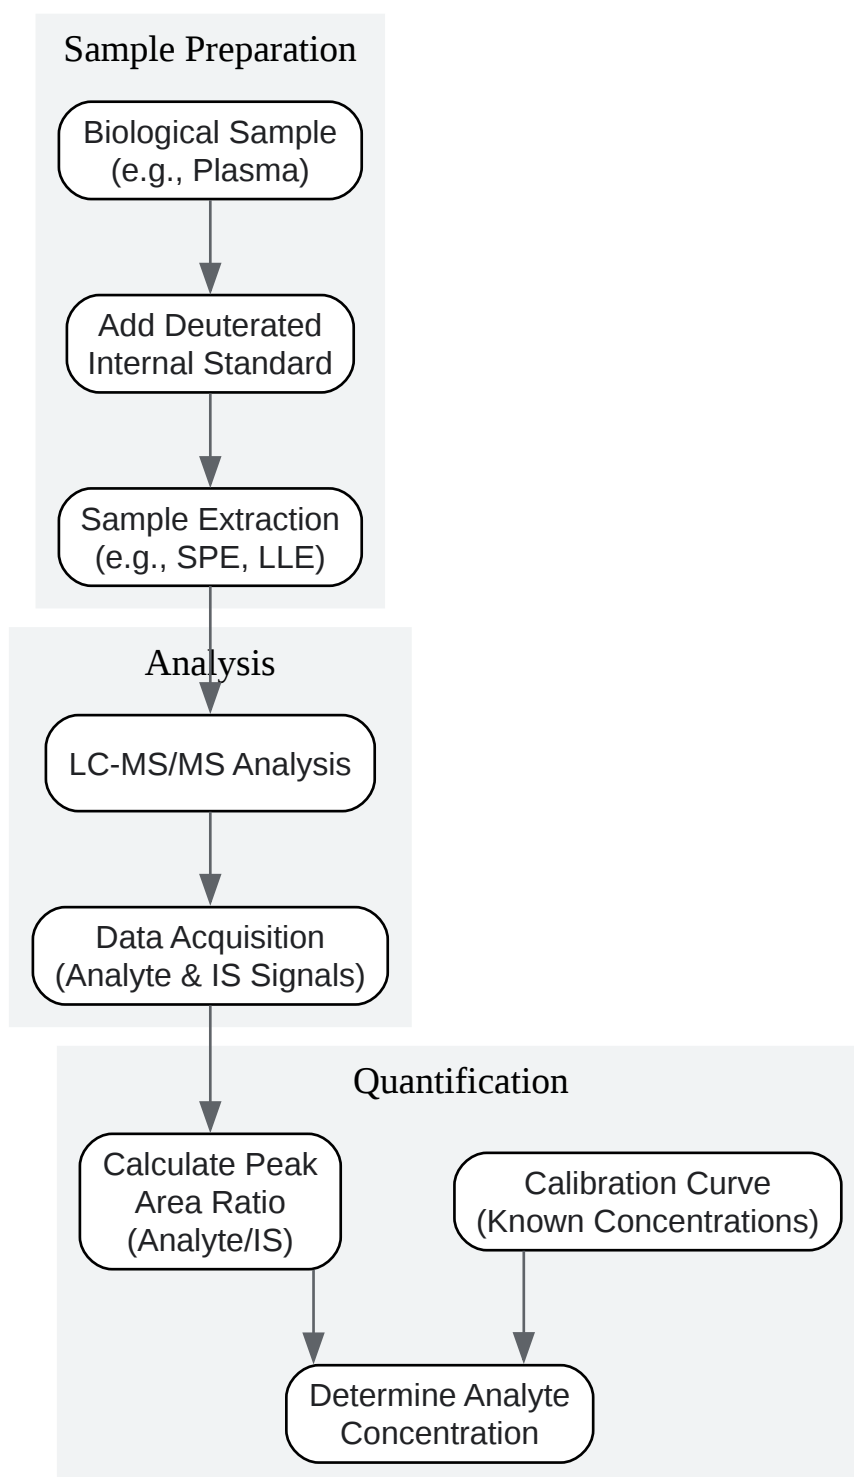 Sample Preparation
Biological Sample
(e.g., Plasma)
Add Deuterated
Internal Standard
Sample Extraction
(e.g., SPE, LLE)
Analysis
LC-MS/MS Analysis
Data Acquisition
(Analyte & IS Signals)
Quantification
Calculate Peak
Area Ratio
(Analyte/IS)
Calibration Curve
(Known Concentrations)
Determine Analyte
Concentration